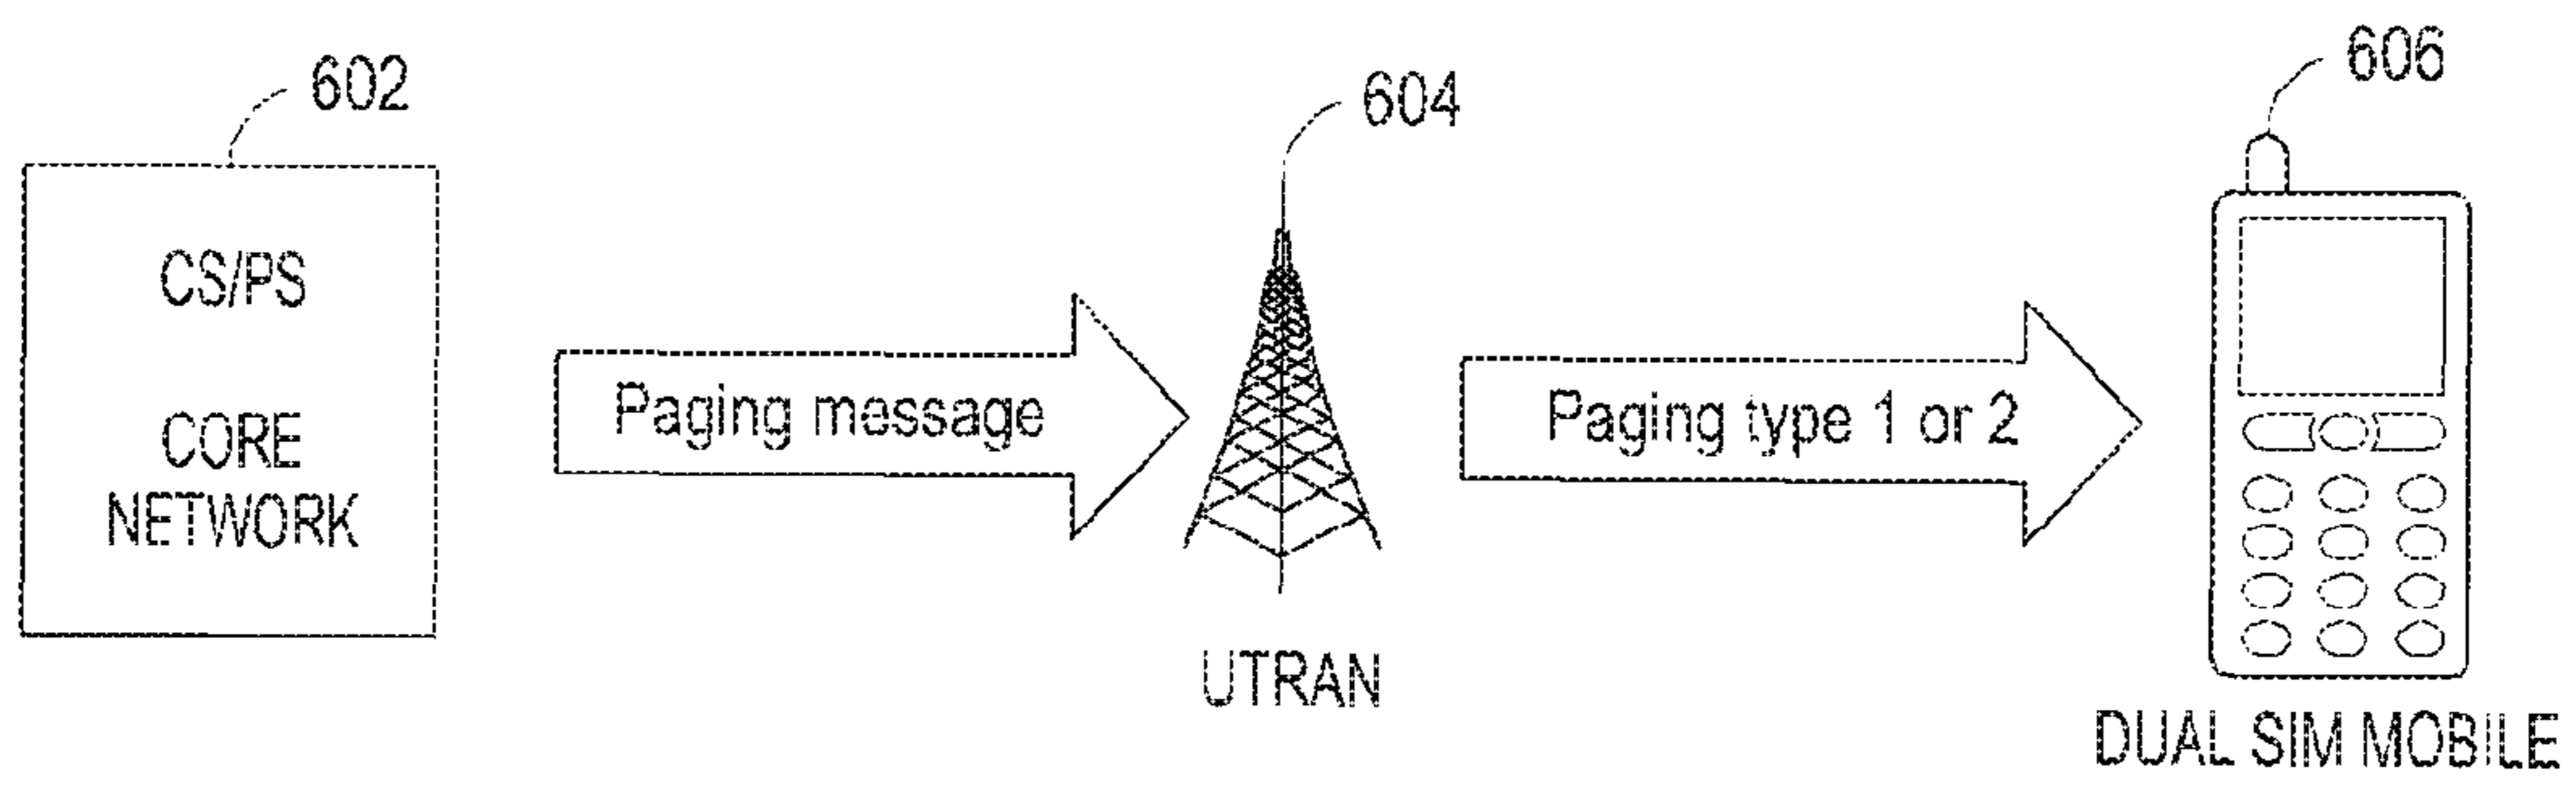 602
604
606
CS/PS
CORE
NETWORK
Paging message
Paging type 1 or 2
UTRAN
DUAL SIM MOBILE